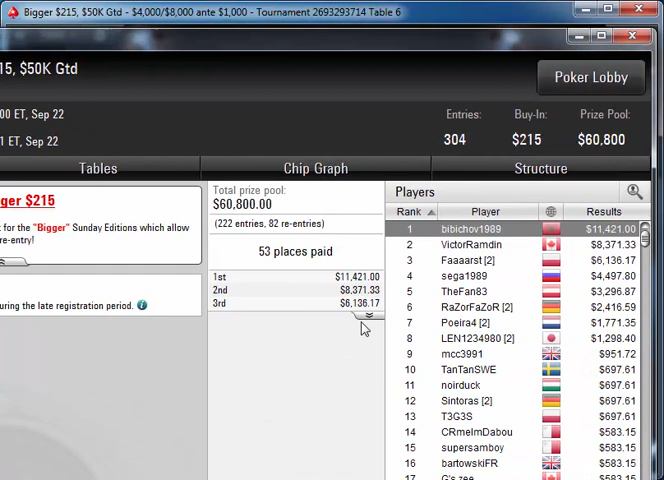 Bigger $215, $50K Gtd - $4,000/$8,000 ante $1,000 - Tournament 2693293714 Table 6
15, $50K Gtd
Poker Lobby
00 ET, Sep 22
Entries: Buy-In: Prize Pool:
1 ET, Sep 22
304 $215 $60,800
Tables Chip Graph Structure
ger $215
Total prize pool:
$60,800.00
(222 entries, 82 re-entries)
t for the "Bigger" Sunday Editions which allow
re-entry!
53 places paid
1st $11,421.00
2nd $8,371.33
3rd $6,136.17
uring the late registration period.
Players
Rank Player Results
1 bibichov1989 $11,421.00
2 VictorRamdin $8,371.33
3 Faaarst [2] $6,136.17
4 sega1989 $4,497.80
5 TheFan83 $3,296.87
6 RaZorFaZoR [2] $2,416.59
7 Poeira4 [2] $1,771.35
8 LEN1234980 [2] $1,298.40
9 mcc3991 $951.72
10 TanTanSWE $697.61
11 noirduck $697.61
12 Sintoras [2] $697.61
13 T3G3S $697.61
14 CRmelmDabou $583.15
15 supersamboy $583.15
16 bartowskiFR $583.15
17 G's zee $583.15